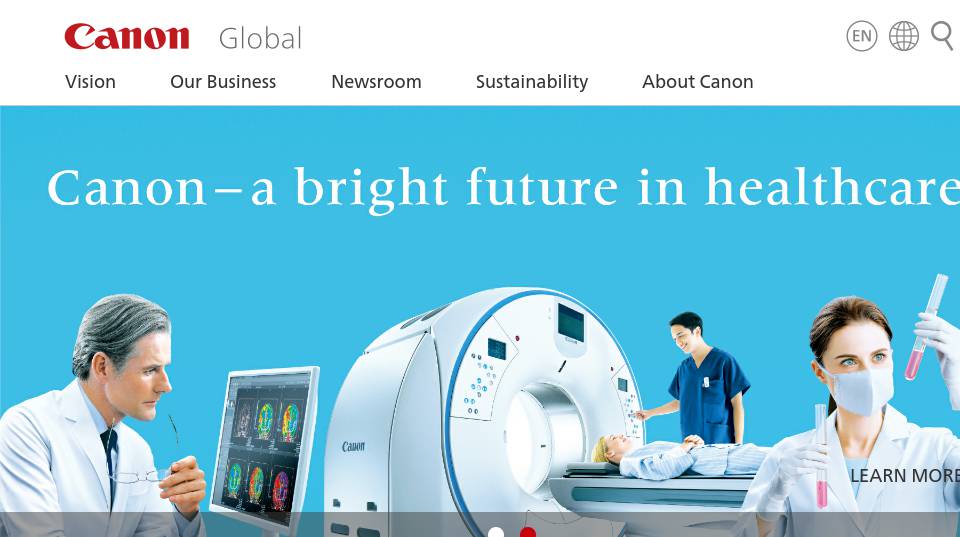 Canon Global
EN
Vision Our Business Newsroom Sustainability About Canon
Canon – a bright future in healthcare
Canon
LEARN MORE